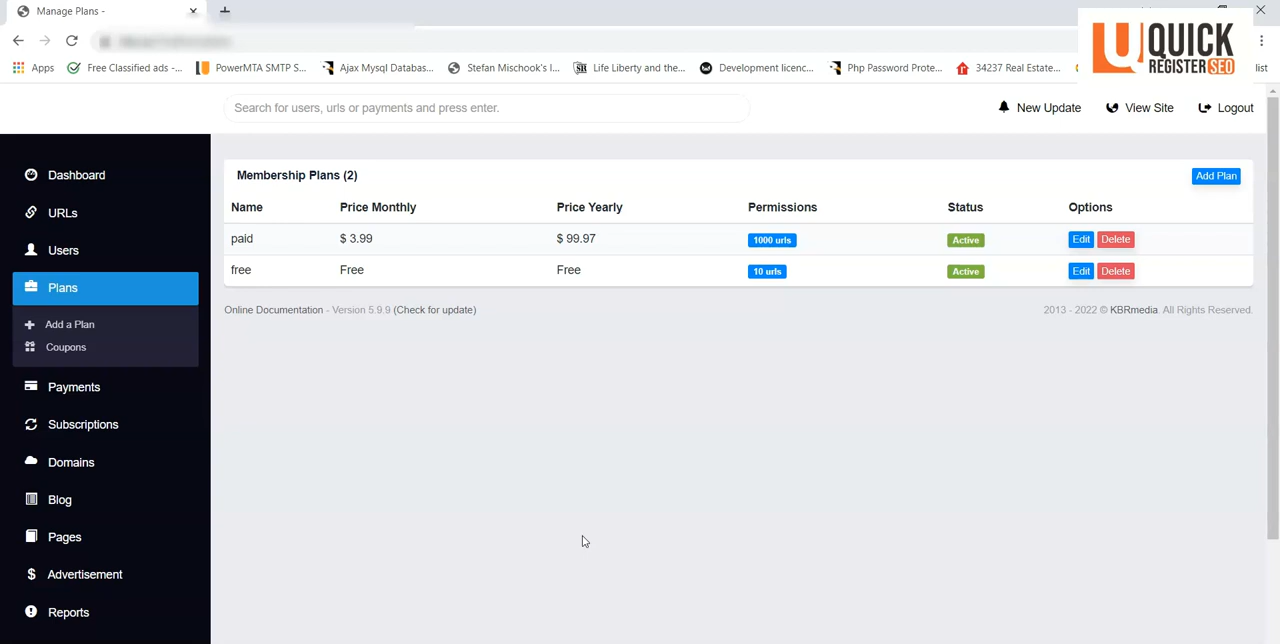 Manage Plans -
Apps
Free Classified ads -...
PowerMTA SMTP S...
Ajax Mysql Databas...
Stefan Mischook's I...
Life Liberty and the...
Development licenc...
Php Password Prote...
34237 Real Estate...
list
U QUICK
REGISTER SEO
Search for users, urls or payments and press enter.
New Update
View Site
Logout
Dashboard
URLs
Users
Plans
Add a Plan
Coupons
Payments
Subscriptions
Domains
Blog
Pages
Advertisement
Reports
Membership Plans (2)
Add Plan
Name Price Monthly Price Yearly Permissions Status Options
paid $ 3.99 $ 99.97 1000 urls Active Edit Delete
free Free Free 10 urls Active Edit Delete
Online Documentation - Version 5.9.9 (Check for update)
2013 - 2022 © KBRmedia. All Rights Reserved.